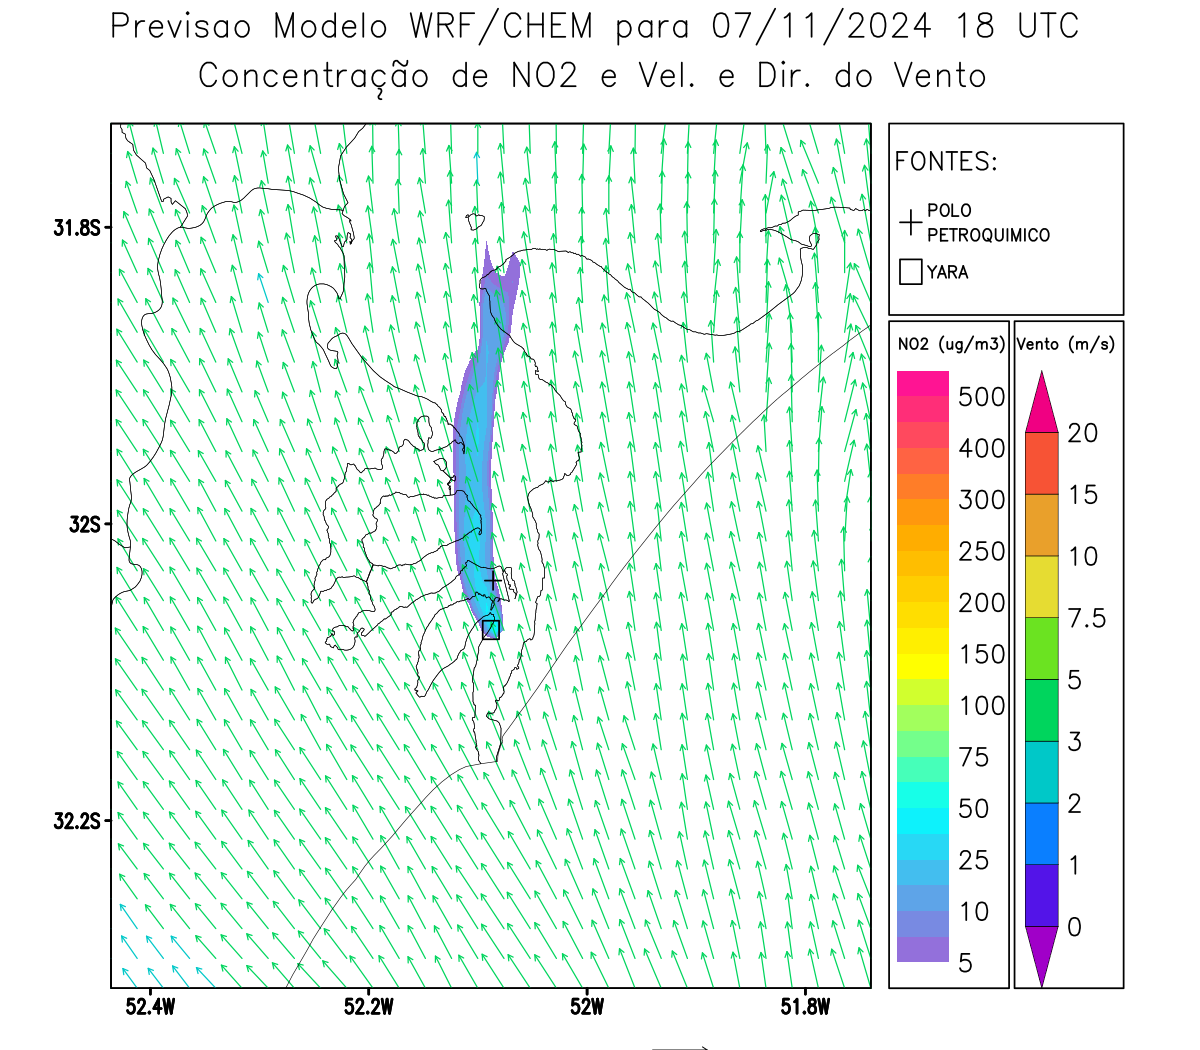 Previsao Modelo WRF/CHEM para 07/11/2024 18 UTC
Concentração de NO2 e Vel. e Dir. do Vento
FONTES:
POLO
PETROQUIMICO
YARA
NO2 (ug/m3)
500
400
300
250
200
150
100
75
50
25
10
5
Vento (m/s)
20
15
10
7.5
5
3
2
1
0
31.8S
32S
32.2S
52.4W
52.2W
52W
51.8W